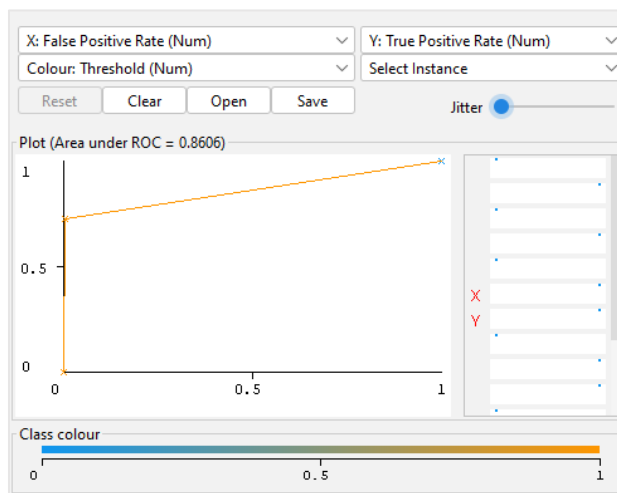 X: False Positive Rate (Num) Y: True Positive Rate (Num)
Colour: Threshold (Num) Select Instance
Reset Clear Open Save Jitter
Plot (Area under ROC = 0.8606)
1
0.5
0
0 0.5 1
X
Y
Class colour
0 0.5 1